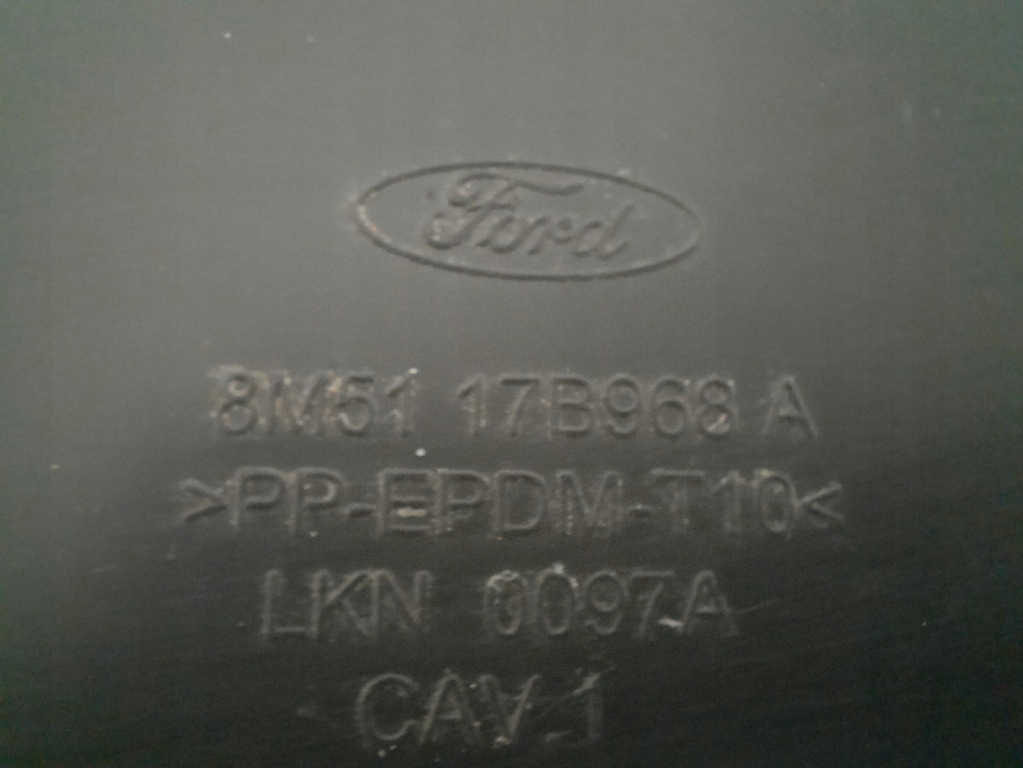 Ford
8M51 17B968 A
>PP-EPDM-T10<
LKN 0097A
CAV 1